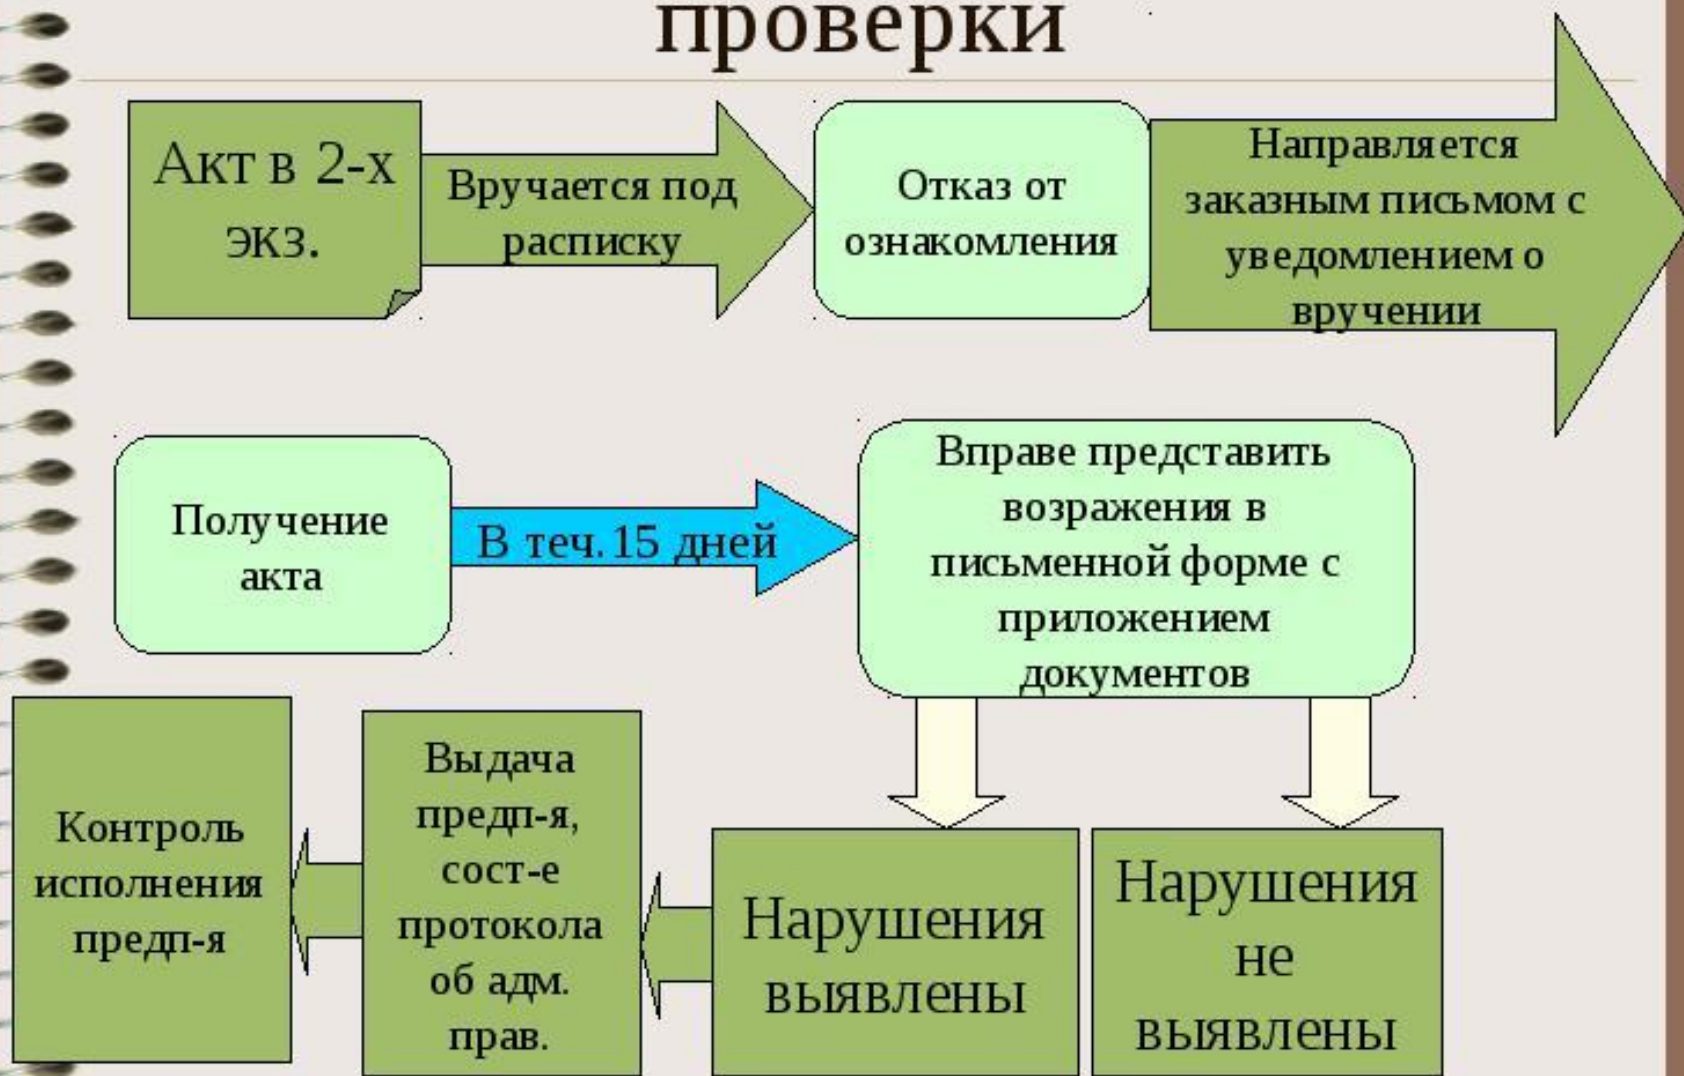 проверки
Акт в 2-х
экз.
Вручается под
расписку
Отказ от
ознакомления
Направляется
заказным письмом с
уведомлением о
вручении
Получение
акта
В теч.15 дней
Вправе представить
возражения в
письменной форме с
приложением
документов
Контроль
исполнения
предп-я
Выдача
предп-я,
сост-е
протокола
об адм.
прав.
Нарушения
выявлены
Нарушения
не
выявлены